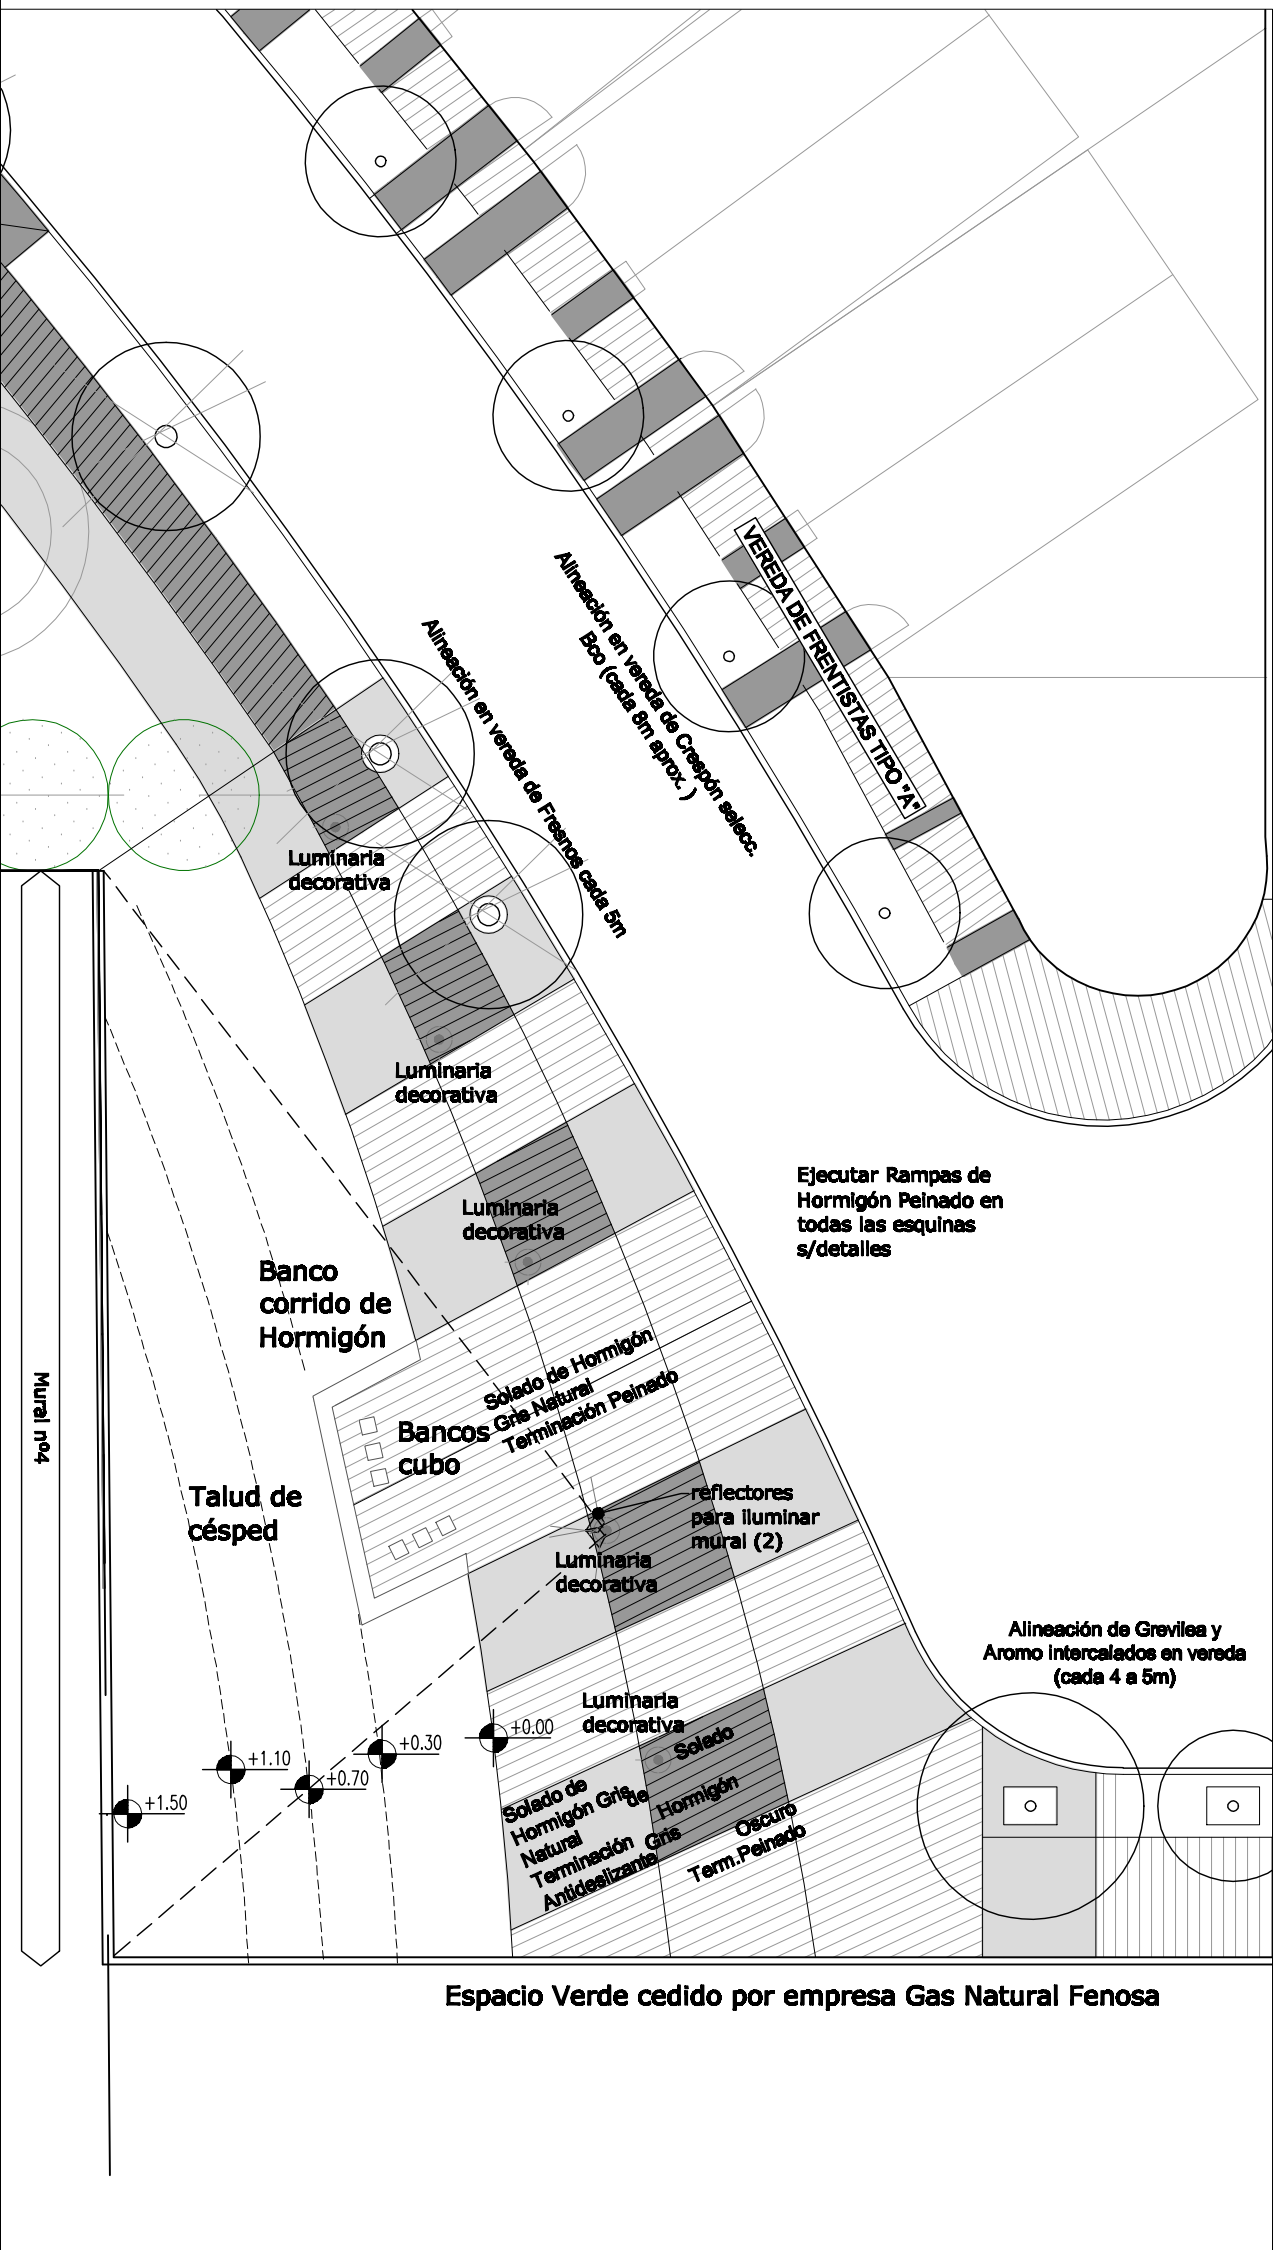 VEREDA DE FRENTISTAS TIPO "A"
Alineación en vereda de Crespón selecc.
Bco (cada 8m aprox. )
Alineación en vereda de Fresnos cada 5m
Luminaria
decorativa
Luminaria
decorativa
Luminaria
decorativa
Ejecutar Rampas de
Hormigón Peinado en
todas las esquinas
s/detalles
Banco
corrido de
Hormigón
Solado de Hormigón
Gris Natural
Terminación Peinado
Bancos
cubo
Mural nº4
Talud de
césped
reflectores
para iluminar
mural (2)
Luminaria
decorativa
Alineación de Grevilea y
Aromo intercalados en vereda
(cada 4 a 5m)
Luminaria
decorativa
+0.00
+0.30
+1.10
+0.70
+1.50
Solado de
Hormigón Gris
Natural
Terminación
Antideslizante
Solado
de Hormigón
Gris Oscuro
Term.Peinado
Espacio Verde cedido por empresa Gas Natural Fenosa